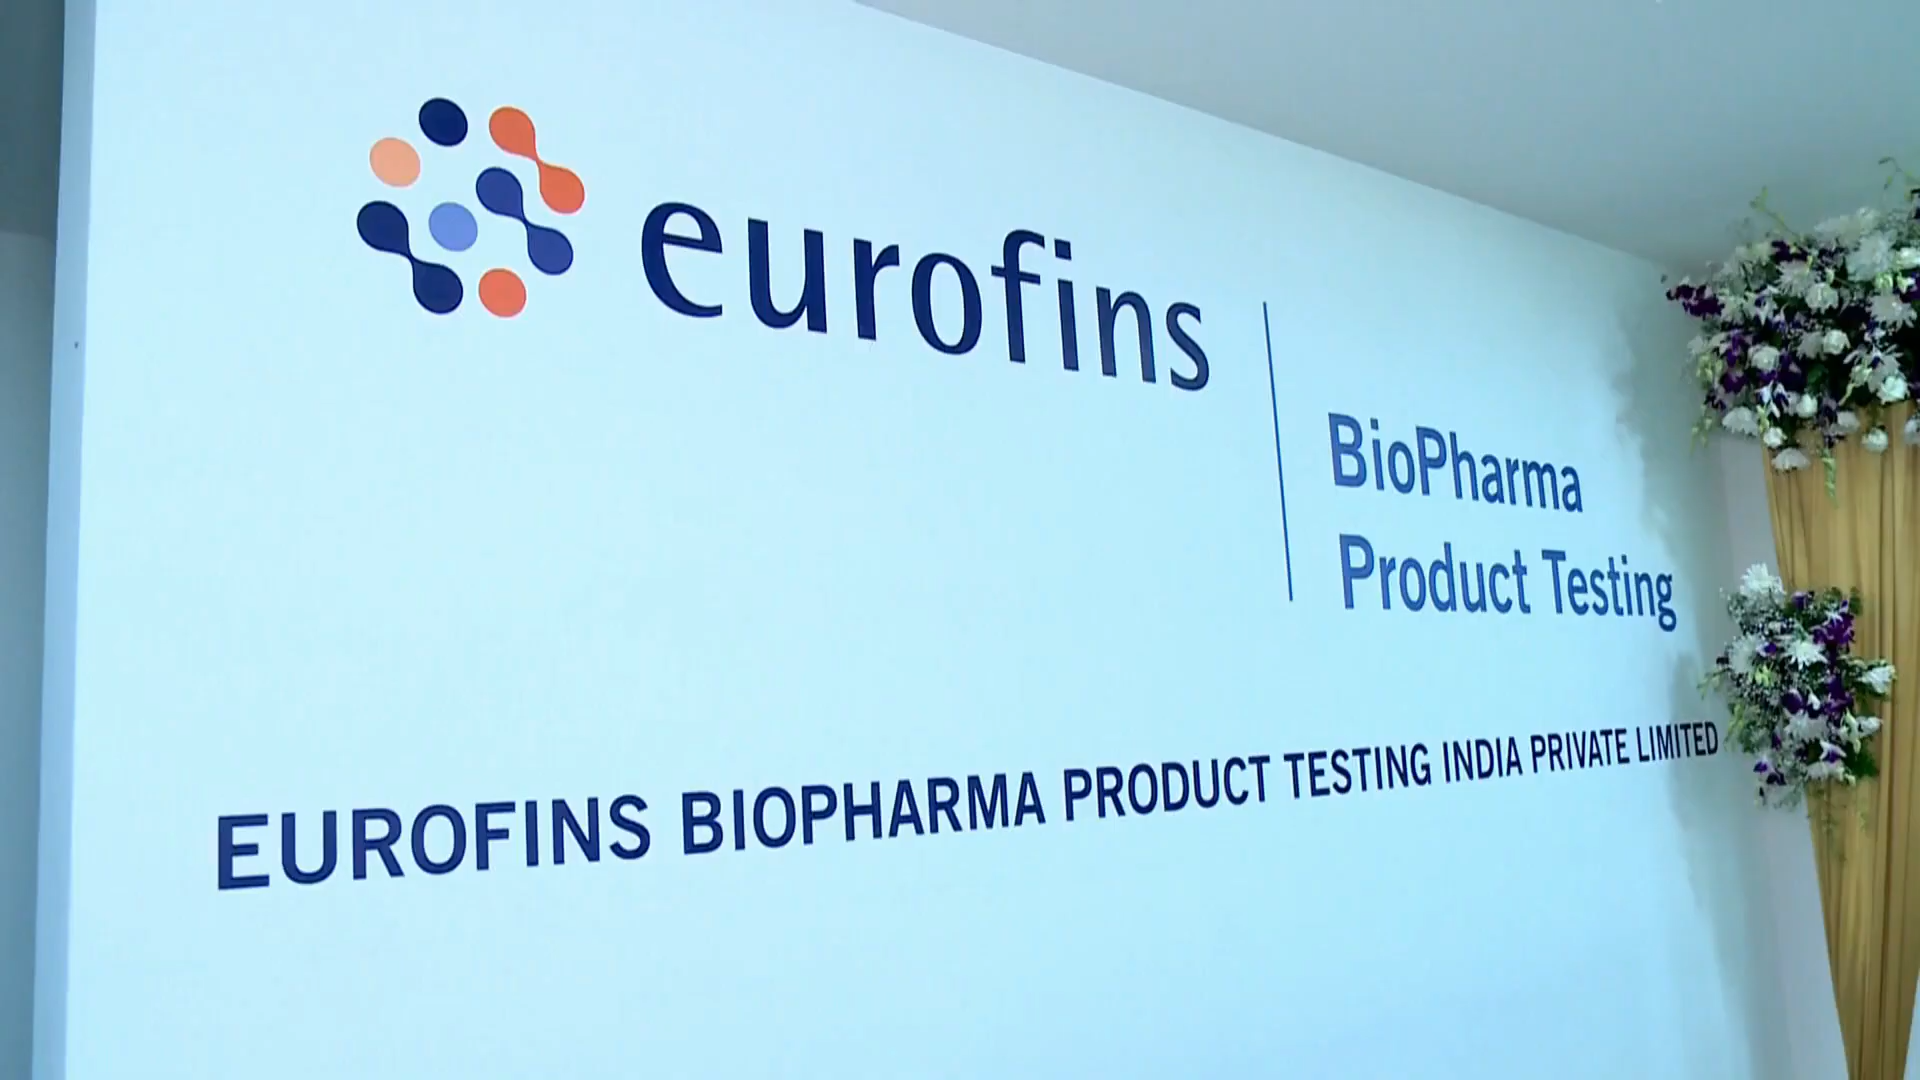 eurofins
BioPharma
Product Testing
EUROFINS BIOPHARMA PRODUCT TESTING INDIA PRIVATE LIMITED